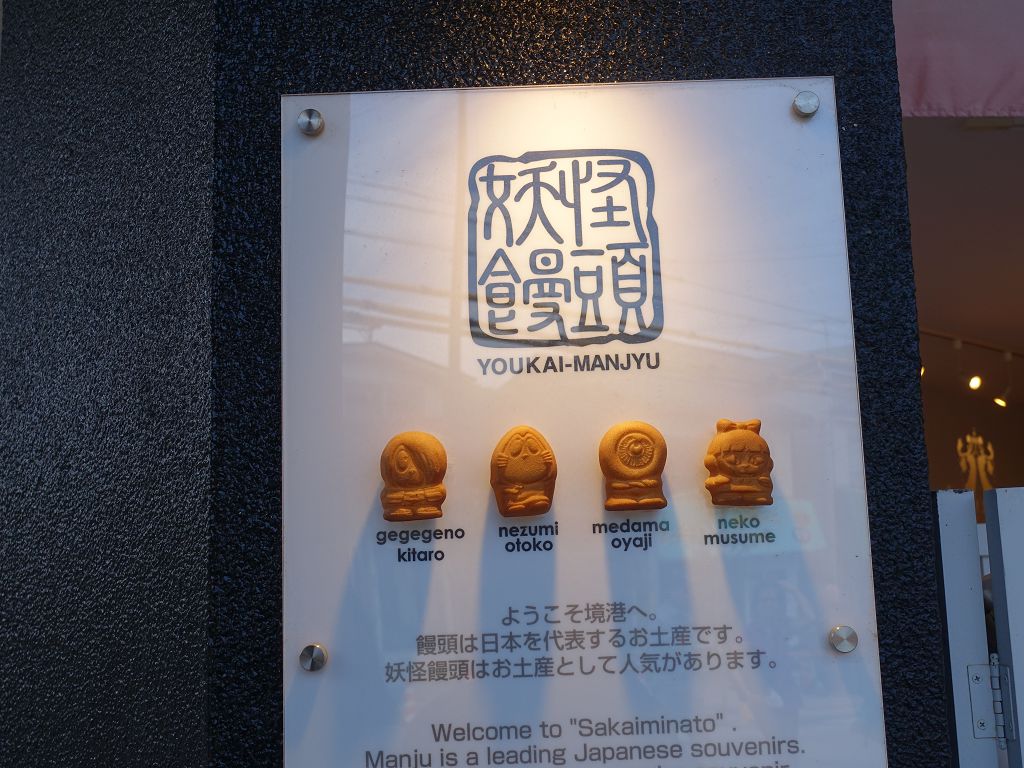 妖怪
饅頭
YOUKAI-MANJYU
gegegeno
kitaro
nezumi
otoko
medama
oyaji
neko
musume
ようこそ境港へ。
饅頭は日本を代表するお土産です。
妖怪饅頭はお土産として人気があります。
Welcome to "Sakaiminato" .
Manju is a leading Japanese souvenirs.